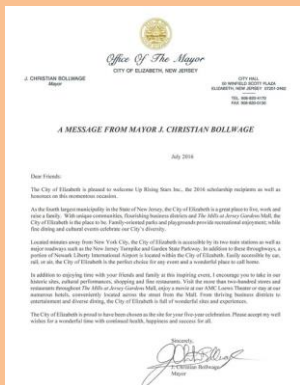 Office Of The Mayor
CITY OF ELIZABETH, NEW JERSEY
J. CHRISTIAN BOLLWAGE
Mayor
CITY HALL
50 WINFIELD SCOTT PLAZA
ELIZABETH, NEW JERSEY 07201-2462
A MESSAGE FROM MAYOR J. CHRISTIAN BOLLWAGE
July 2016
Dear Friends:
The City of Elizabeth is pleased to welcome Up Rising Stars Inc., the 2016 scholarship recipients as well as
honorees on this momentous occasion.
As the fourth largest municipality in the State of New Jersey, the City of Elizabeth is a great place to live, work and
raise a family. With unique communities, flourishing business districts and The Mills at Jersey Gardens Mall, the
City of Elizabeth is the place to be. Family-oriented parks and playgrounds provide recreational enjoyment; while
fine dining and cultural events celebrate our City's diversity.
Located minutes away from New York City, the City of Elizabeth is accessible by its two train stations as well as
major roadways such as the New Jersey Turnpike and Garden State Parkway. In addition to these throughways, a
portion of Newark Liberty International Airport is located within the City of Elizabeth. Easily accessible by car,
rail, or air, the City of Elizabeth is the perfect choice for any event and a wonderful place to call home.
In addition to enjoying time with your friends and family at this inspiring event, I encourage you to take in our
historic sites, cultural performances, shopping and fine restaurants. Visit the more than two-hundred stores and
restaurants throughout The Mills at Jersey Gardens Mall, enjoy a movie at our AMC Loews Theater or stay at our
numerous hotels, conveniently located across the street from the Mall. From thriving business districts to
entertainment and diverse dining, the City of Elizabeth is full of wonderful sites and experiences.
The City of Elizabeth is proud to have been chosen as the site for your five-year celebration. Please accept my well
wishes for a wonderful time with continued health, happiness and success for all.
Sincerely,
J. Christian Bollwage
Mayor